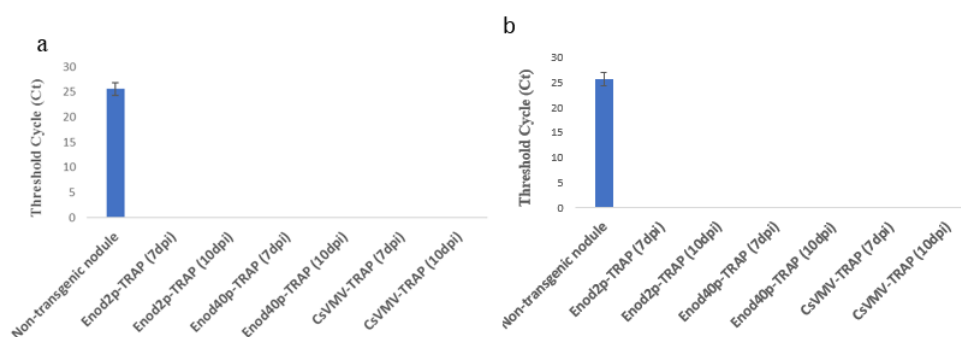 a
Threshold Cycle (Ct)
30
25
20
15
10
5
0
Non-transgenic nodule
Enod2p-TRAP (7dpi)
Enod2p-TRAP (10dpi)
Enod40p-TRAP (7dpi)
Enod40p-TRAP (10dpi)
CsVMV-TRAP (7dpi)
CsVMV-TRAP (10dpi)
b
Threshold Cycle (Ct)
30
25
20
15
10
5
0
Non-transgenic nodule
Enod2p-TRAP (7dpi)
Enod2p-TRAP (10dpi)
Enod40p-TRAP (7dpi)
Enod40p-TRAP (10dpi)
CsVMV-TRAP (7dpi)
CsVMV-TRAP (10dpi)